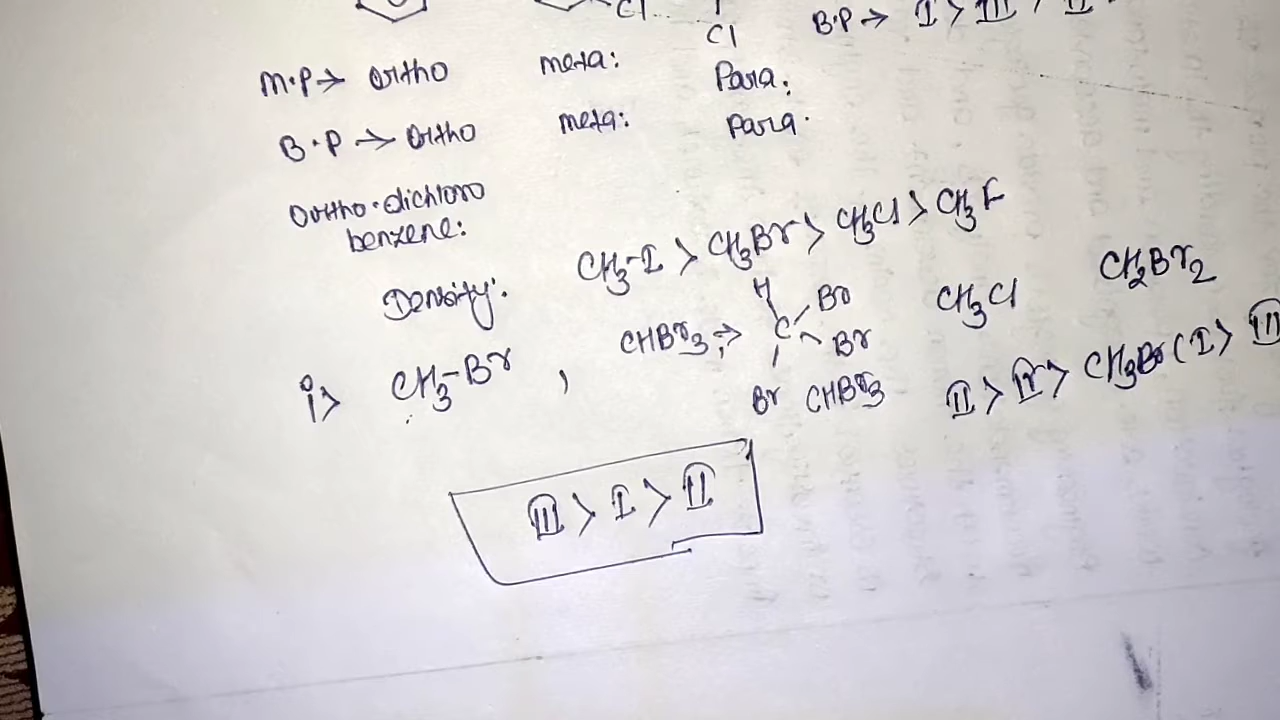 Cl
Cl
B.P → I > III > II
M.P → Ortho meta: Para:
B.P → Ortho meta: Para.
Ortho-dichloro
benzene:
Density: CH3-I > CH3Br > CH3Cl > CH3F
i> CH3-Br , CHBr3 → H C Br Br Br CH3Cl CH2Br2
CHBr3 II > IV > CH3Br (I > III
III > I > II